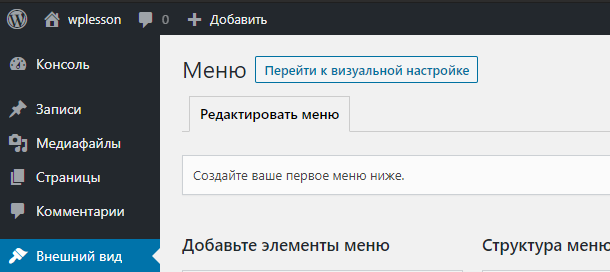 wplesson 0 Добавить
Консоль
Записи
Медиафайлы
Страницы
Комментарии
Внешний вид
Меню Перейти к визуальной настройке
Редактировать меню
Создайте ваше первое меню ниже.
Добавьте элементы меню
Структура меню